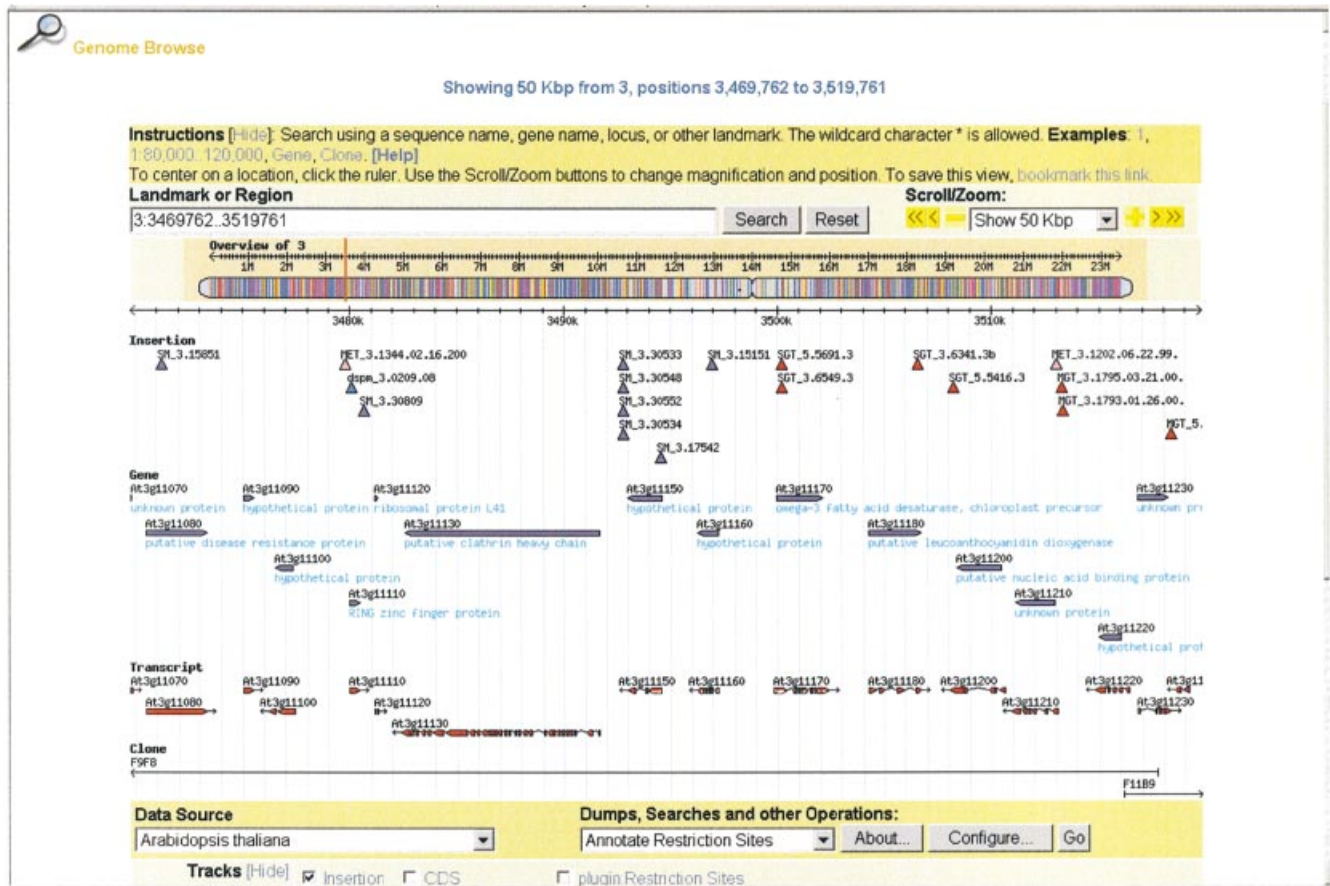 Genome Browse
Showing 50 Kbp from 3, positions 3,469,762 to 3,519,761
Instructions [Hide]: Search using a sequence name, gene name, locus, or other landmark. The wildcard character * is allowed. Examples: 1,
1:80,000..120,000, Gene, Clone. [Help]
To center on a location, click the ruler. Use the Scroll/Zoom buttons to change magnification and position. To save this view, bookmark this link.
Landmark or Region Scroll/Zoom:
3:3469762..3519761 Search Reset Show 50 Kbp
Overview of 3
1M 2M 3M 4M 5M 6M 7M 8M 9M 10M 11M 12M 13M 14M 15M 16M 17M 18M 19M 20M 21M 22M 23M
3480k 3490k 3500k 3510k
Insertion
SM_3.15851 MET_3.1344.02.16.200 SM_3.30533 SM_3.15151 SGT_5.5691.3 SGT_3.6341.3b MET_3.1202.06.22.99.
dspm_3.0209.08 SM_3.30548 SGT_3.6549.3 SGT_5.5416.3 MGT_3.1795.03.21.00.
SM_3.30809 SM_3.30552 MGT_3.1793.01.26.00.
SM_3.30534 MGT_5.
SM_3.17542
Gene
At3g11070 At3g11090 At3g11120 At3g11150 At3g11170 At3g11230
unknown protein hypothetical protein ribosomal protein L41 hypothetical protein omega-3 fatty acid desaturase, chloroplast precursor unknown pr
At3g11080 At3g11130 At3g11160 At3g11180
putative disease resistance protein putative clathrin heavy chain hypothetical protein putative leucoanthocyanidin dioxygenase
At3g11100 At3g11200
hypothetical protein putative nucleic acid binding protein
At3g11110 At3g11210
RING zinc finger protein unknown protein
At3g11220
hypothetical prot
Transcript
At3g11070 At3g11090 At3g11110 At3g11150 At3g11160 At3g11170 At3g11180 At3g11200 At3g11220 At3g11
At3g11080 At3g11100 At3g11120 At3g11210 At3g11230
At3g11130
Clone
F9F8
F11B9
Data Source Dumps, Searches and other Operations:
Arabidopsis thaliana Annotate Restriction Sites About... Configure... Go
Tracks [Hide] Insertion CDS plugin:Restriction Sites